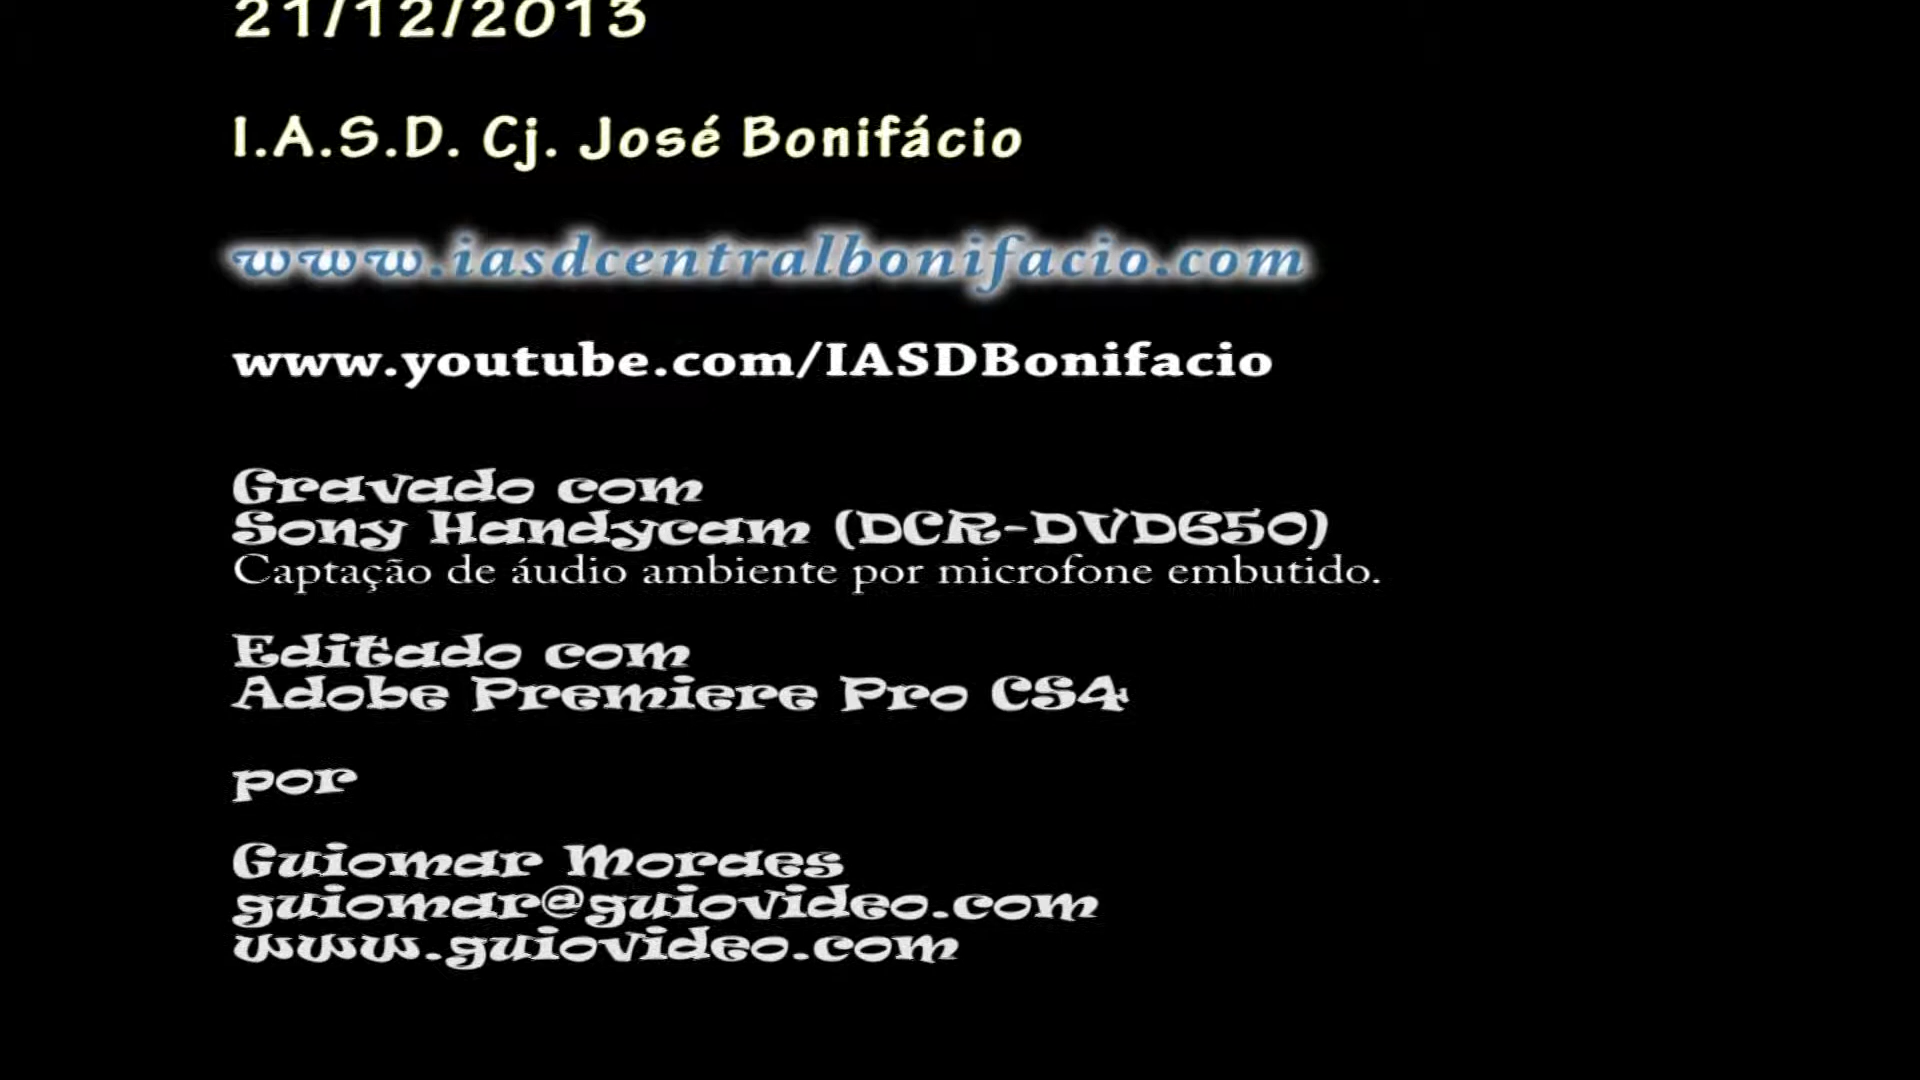 21/12/2013
I.A.S.D. Cj. José Bonifácio
www.iasdcentralbonifacio.com
www.youtube.com/IASDBonifacio
Gravado com
Sony Handycam (DCR-DVD650)
Captação de áudio ambiente por microfone embutido.
Editado com
Adobe Premiere Pro CS4
por
Guiomar Moraes
guiomar@guiovideo.com
www.guiovideo.com